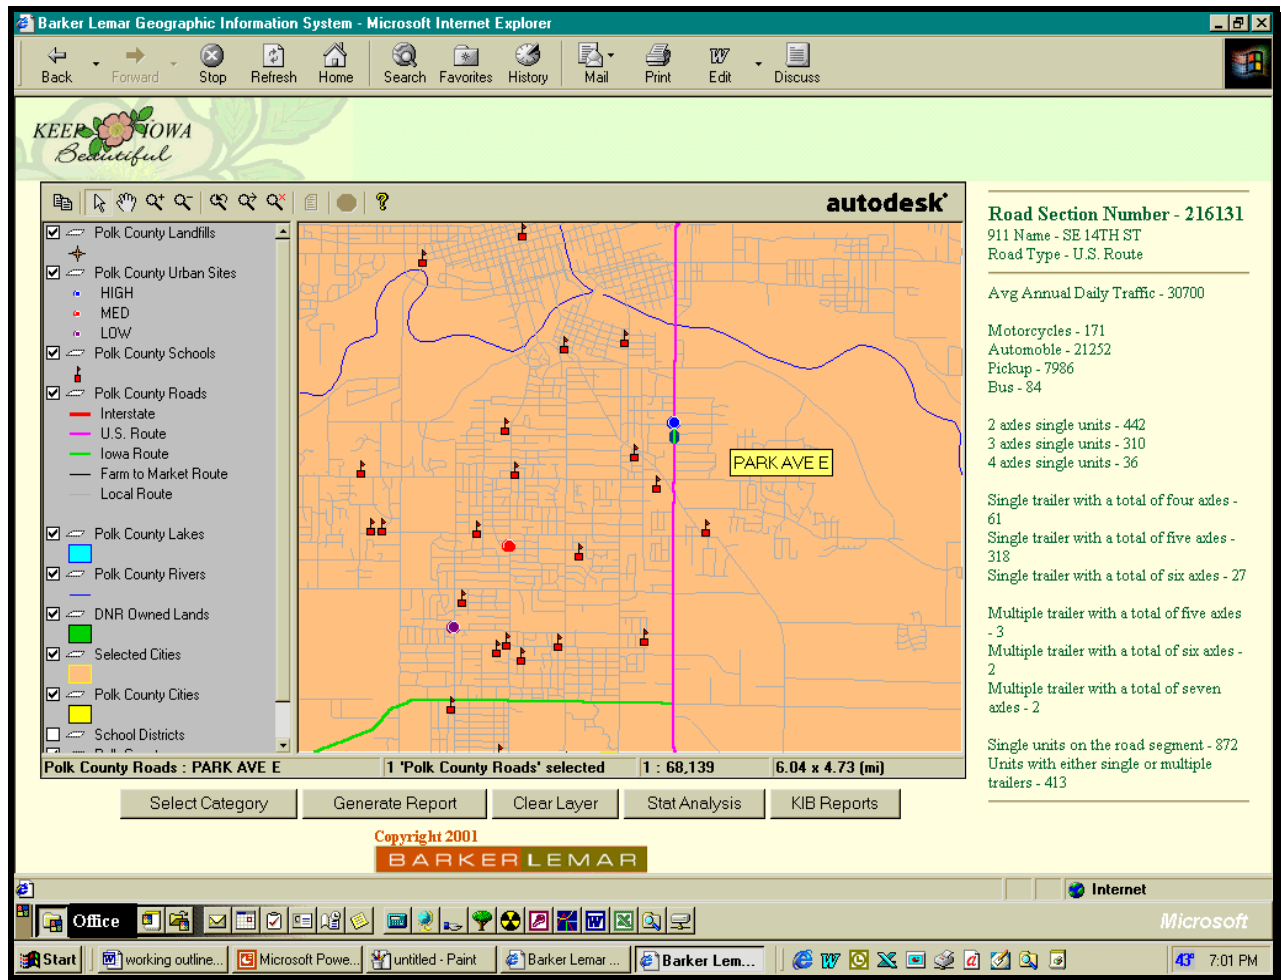 Barker Lemar Geographic Information System - Microsoft Internet Explorer
Back Forward Stop Refresh Home Search Favorites History Mail Print Edit Discuss
KEEP IOWA
Beautiful
autodesk
Polk County Landfills
Polk County Urban Sites
HIGH
MED
LOW
Polk County Schools
Polk County Roads
Interstate
U.S. Route
Iowa Route
Farm to Market Route
Local Route
Polk County Lakes
Polk County Rivers
DNR Owned Lands
Selected Cities
Polk County Cities
School Districts
PARK AVE E
Polk County Roads : PARK AVE E
1 'Polk County Roads' selected
1 : 68,139
6.04 x 4.73 (mi)
Road Section Number - 216131
911 Name - SE 14TH ST
Road Type - U.S. Route
Avg Annual Daily Traffic - 30700
Motorcycles - 171
Automoble - 21252
Pickup - 7986
Bus - 84
2 axles single units - 442
3 axles single units - 310
4 axles single units - 36
Single trailer with a total of four axles -
61
Single trailer with a total of five axles -
318
Single trailer with a total of six axles - 27
Multiple trailer with a total of five axles
- 3
Multiple trailer with a total of six axles -
2
Multiple trailer with a total of seven
axles - 2
Single units on the road segment - 872
Units with either single or multiple
trailers - 413
Select Category Generate Report Clear Layer Stat Analysis KIB Reports
Copyright 2001
BARKERLEMAR
Internet
Office
Microsoft
Start working outline... Microsoft Powe... untitled - Paint Barker Lemar ... Barker Lem... 43° 7:01 PM